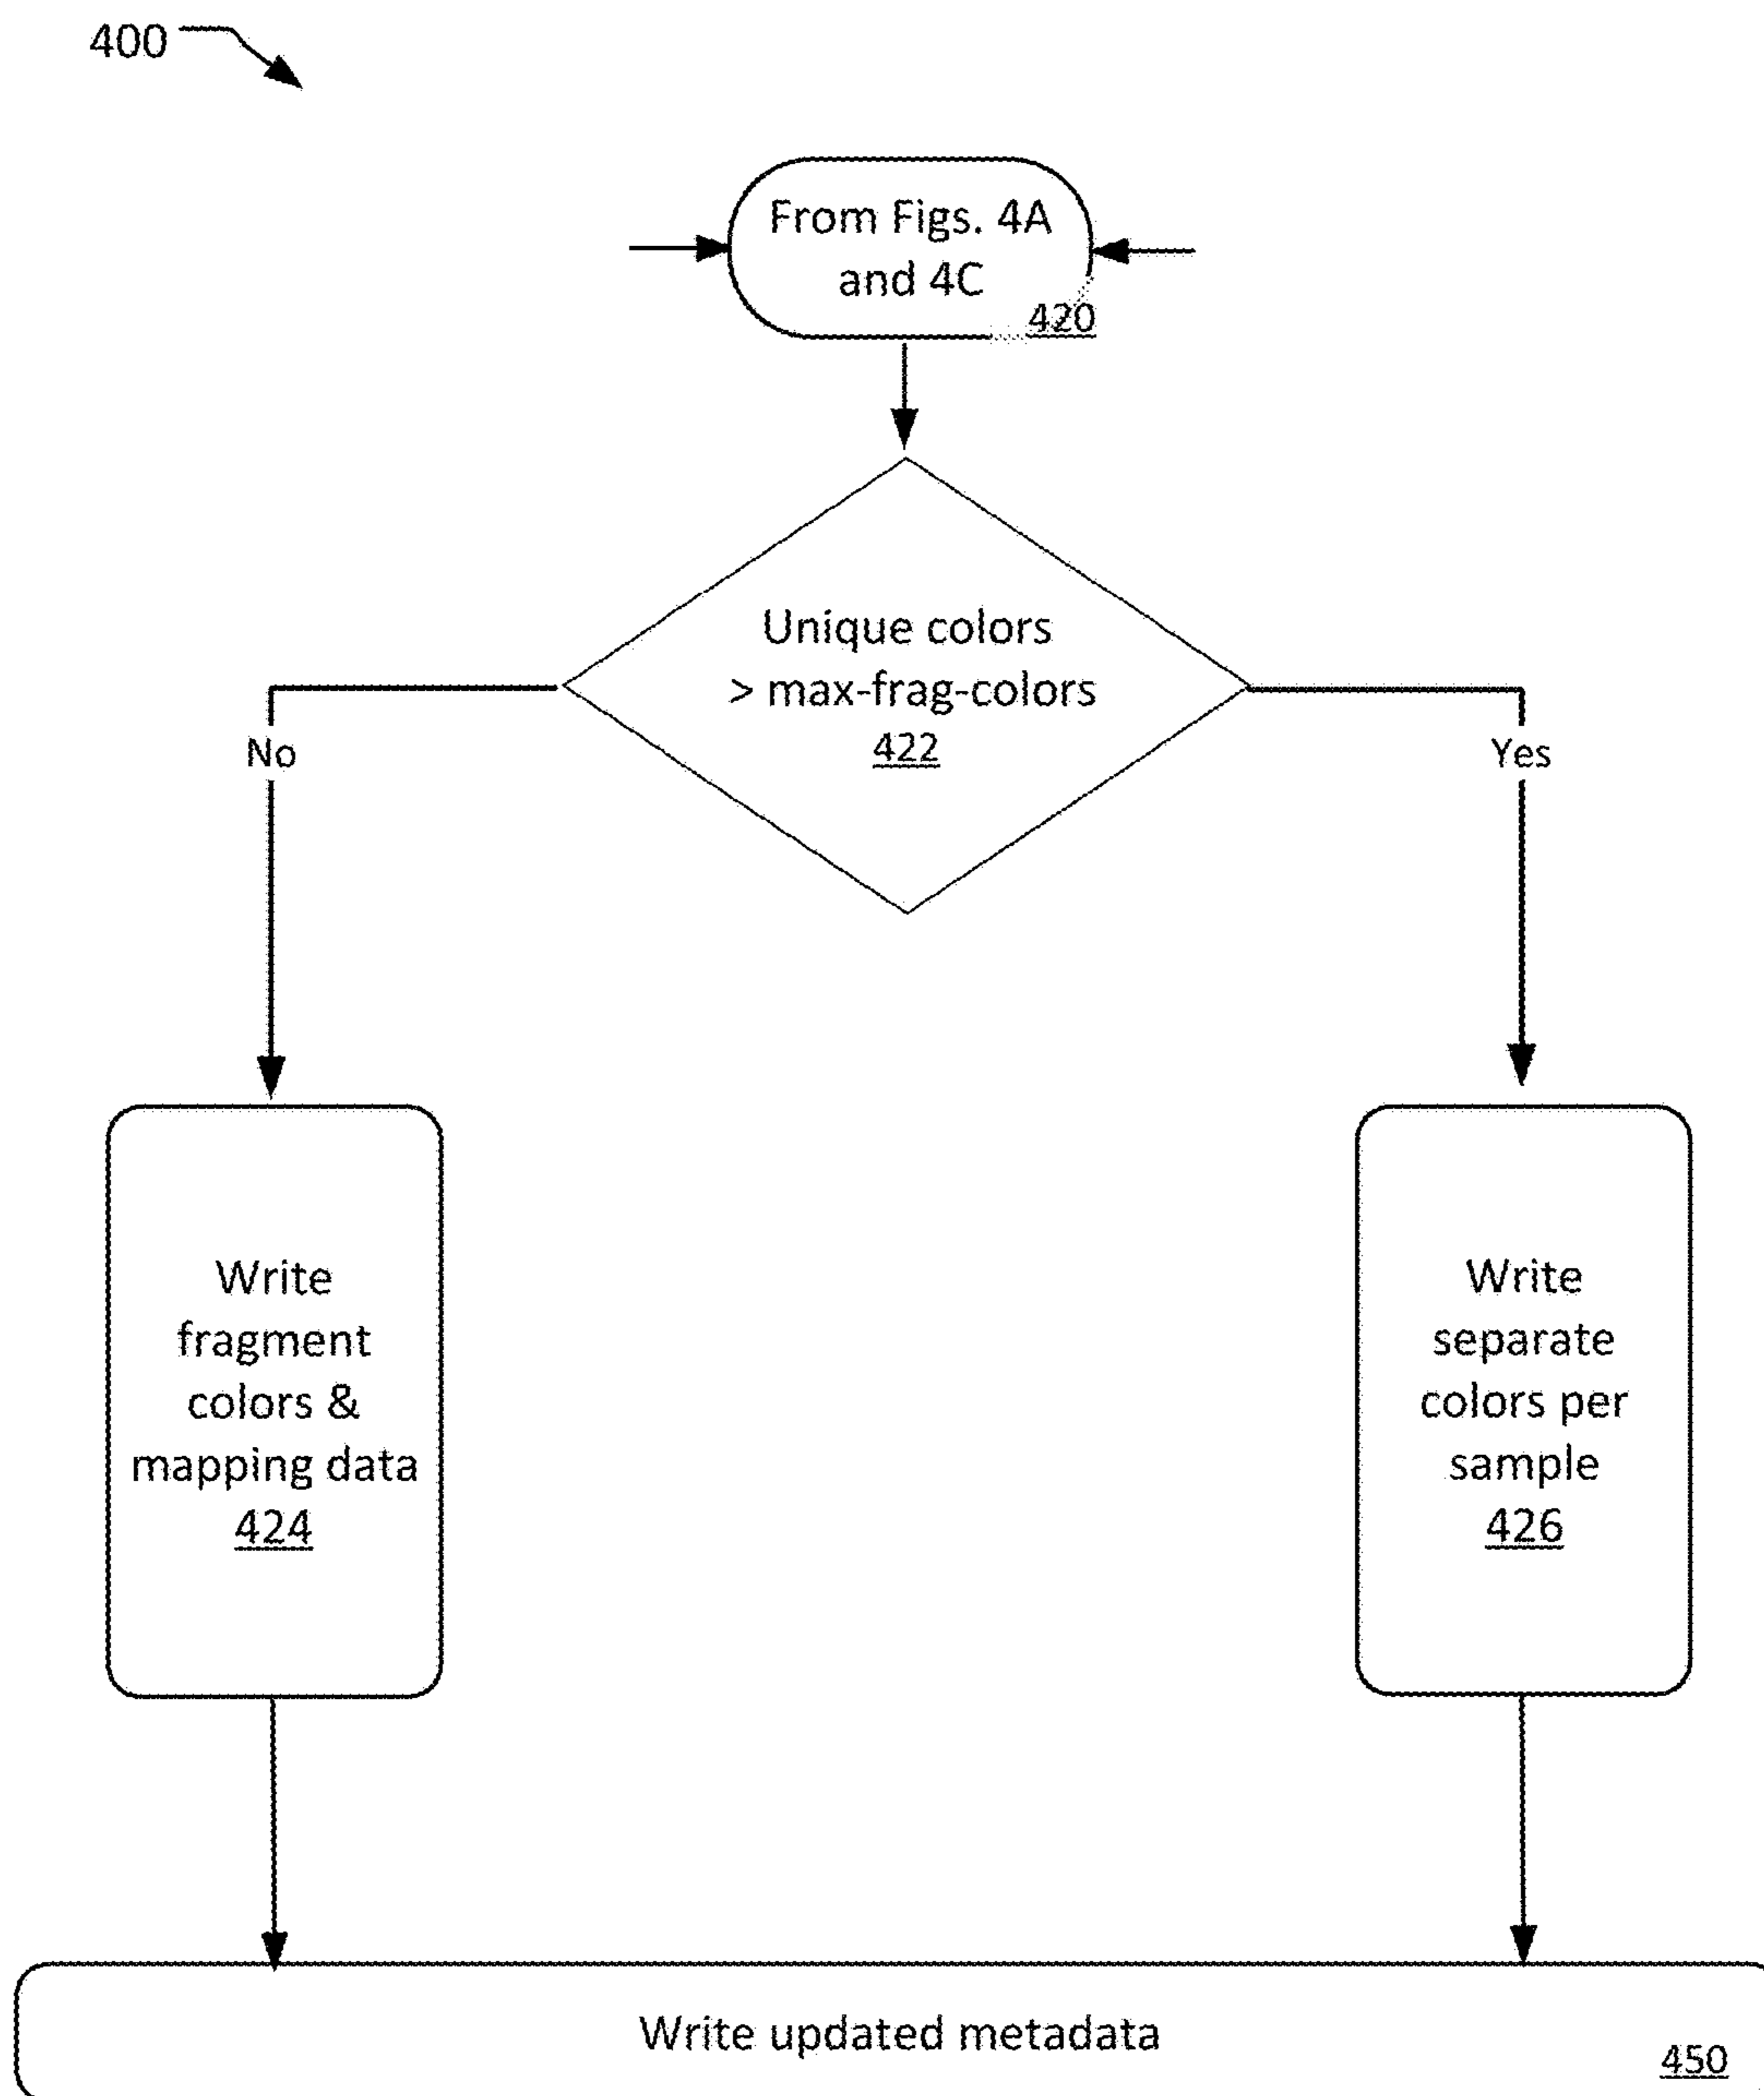 400
From Figs. 4A
and 4C
420
Unique colors
> max-frag-colors
422
No
Yes
Write
fragment
colors &
mapping data
424
Write
separate
colors per
sample
426
Write updated metadata
450